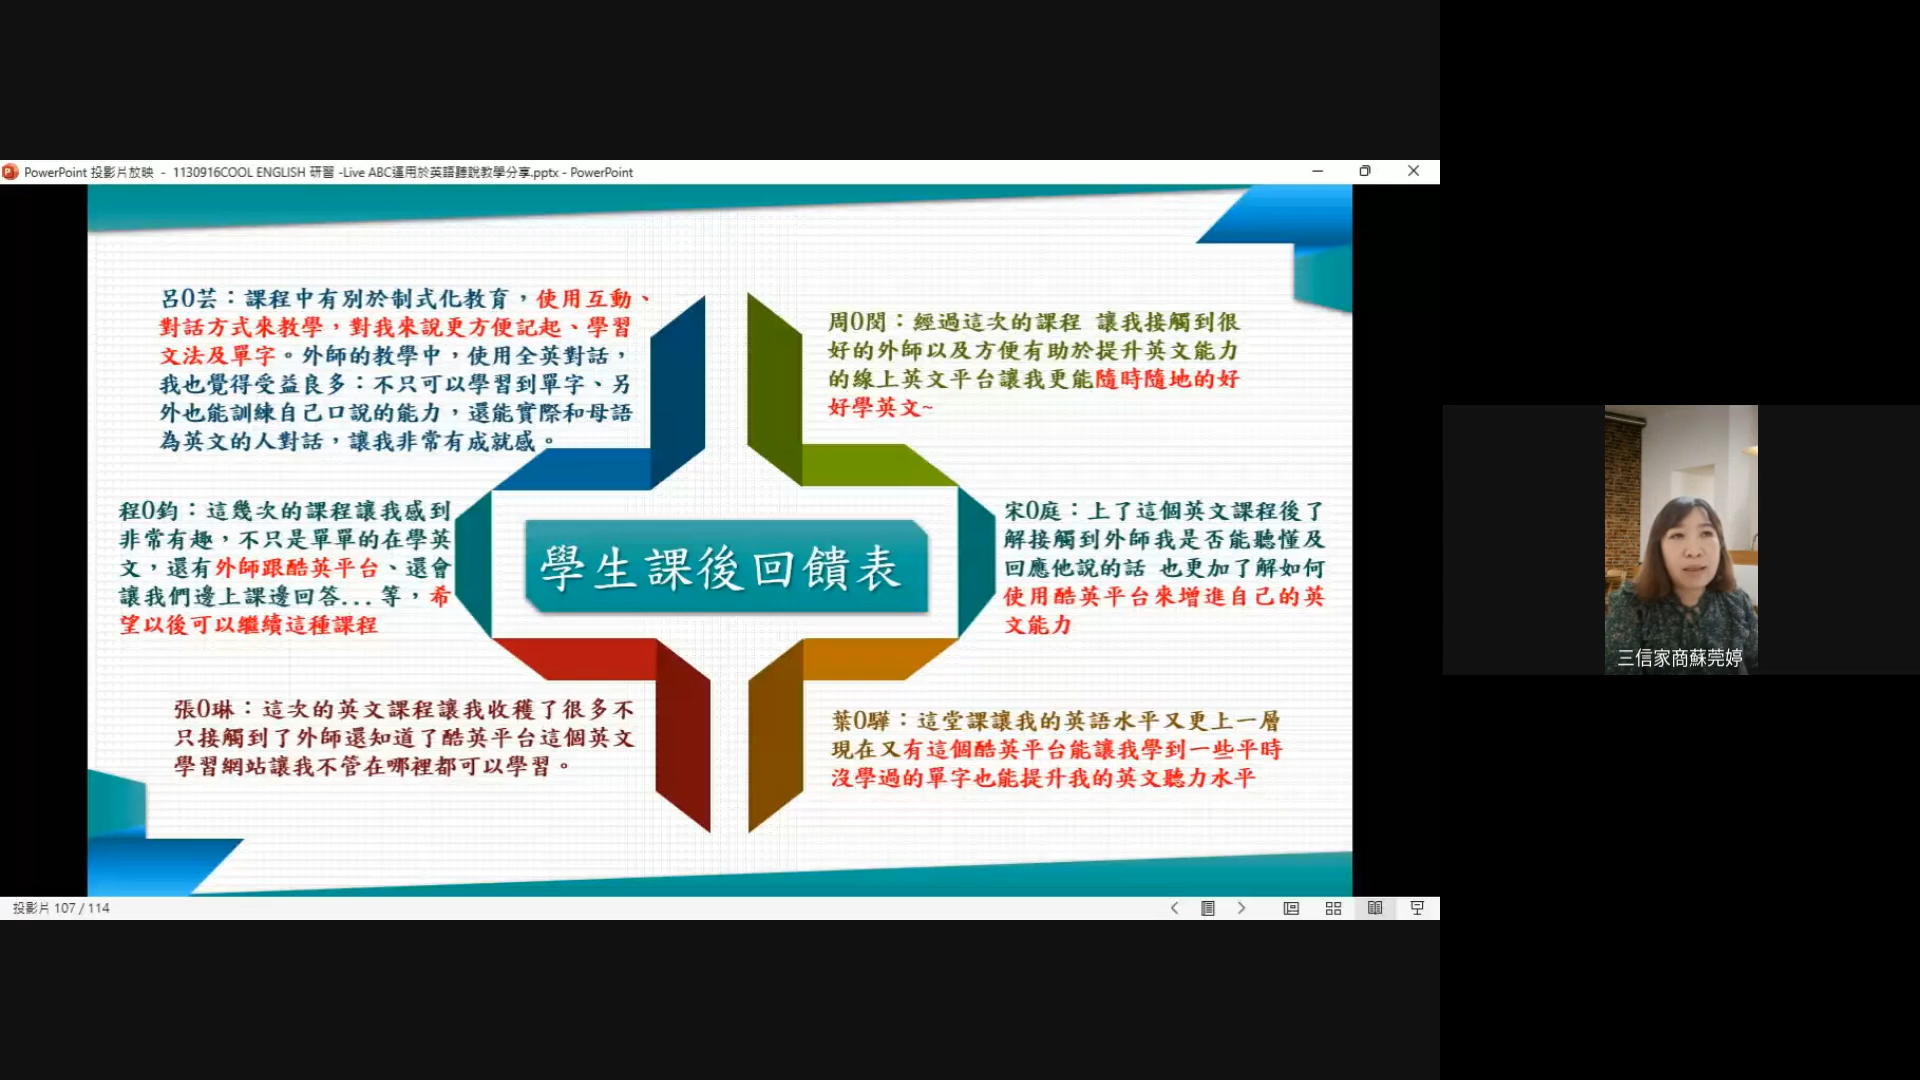 PowerPoint 投影片放映 - 1130916COOL ENGLISH 研習 -Live ABC運用於英語聽說教學分享.pptx - PowerPoint
呂O芸：課程中有別於制式化教育，使用互動、
對話方式來教學，對我來說更方便記起、學習
文法及單字。外師的教學中，使用全英對話，
我也覺得受益良多：不只可以學習到單字、另
外也能訓練自己口說的能力，還能實際和母語
為英文的人對話，讓我非常有成就感。
周O閔：經過這次的課程 讓我接觸到很
好的外師以及方便有助於提升英文能力
的線上英文平台讓我更能隨時隨地的好
好學英文~
程O鈞：這幾次的課程讓我感到
非常有趣，不只是單單的在學英
文，還有外師跟酷英平台、還會
讓我們邊上課邊回答...等，希
望以後可以繼續這種課程
學生課後回饋表
宋O庭：上了這個英文課程後了
解接觸到外師我是否能聽懂及
回應他說的話 也更加了解如何
使用酷英平台來增進自己的英
文能力
張O琳：這次的英文課程讓我收穫了很多不
只接觸到了外師還知道了酷英平台這個英文
學習網站讓我不管在哪裡都可以學習。
葉O驊：這堂課讓我的英語水平又更上一層
現在又有這個酷英平台能讓我學到一些平時
沒學過的單字也能提升我的英文聽力水平
三信家商蘇莞婷
投影片 107 / 114